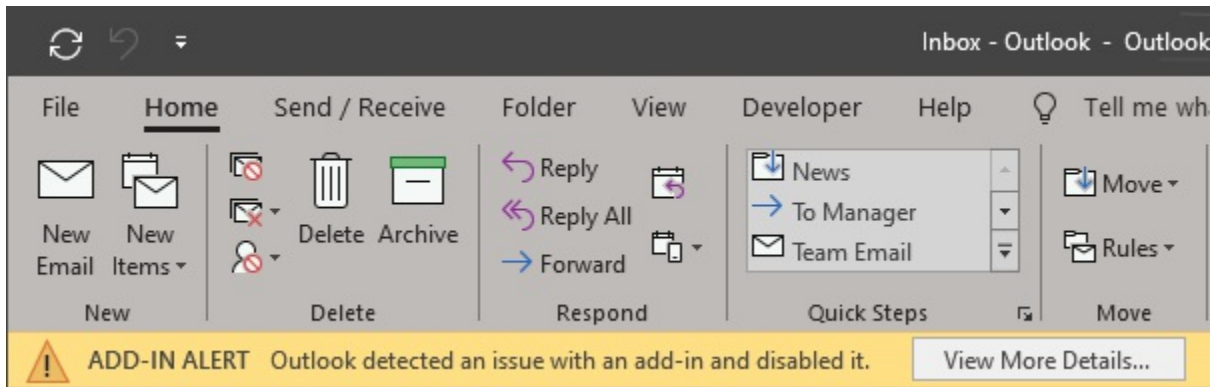 Inbox - Outlook - Outlook
File Home Send / Receive Folder View Developer Help Tell me
New Email
New Items
Delete
Archive
Reply
Reply All
Forward
News
To Manager
Team Email
Move
Rules
New Delete Respond Quick Steps Move
ADD-IN ALERT Outlook detected an issue with an add-in and disabled it. View More Details...